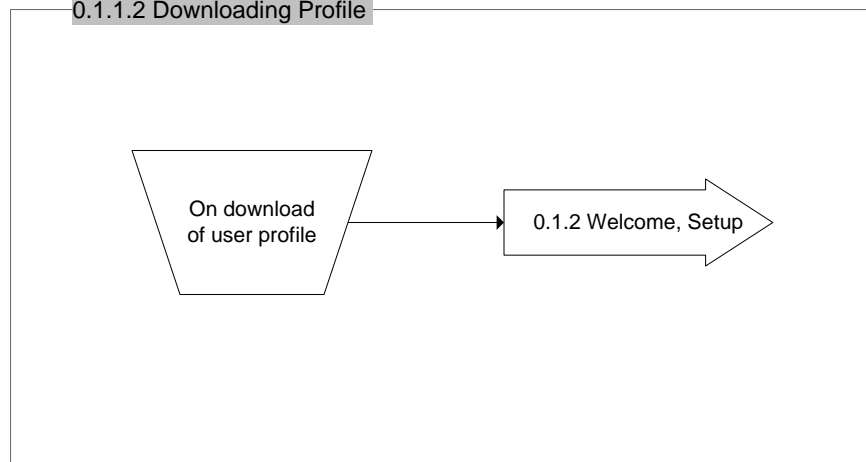 0.1.1.2 Downloading Profile
On download
of user profile
0.1.2 Welcome, Setup